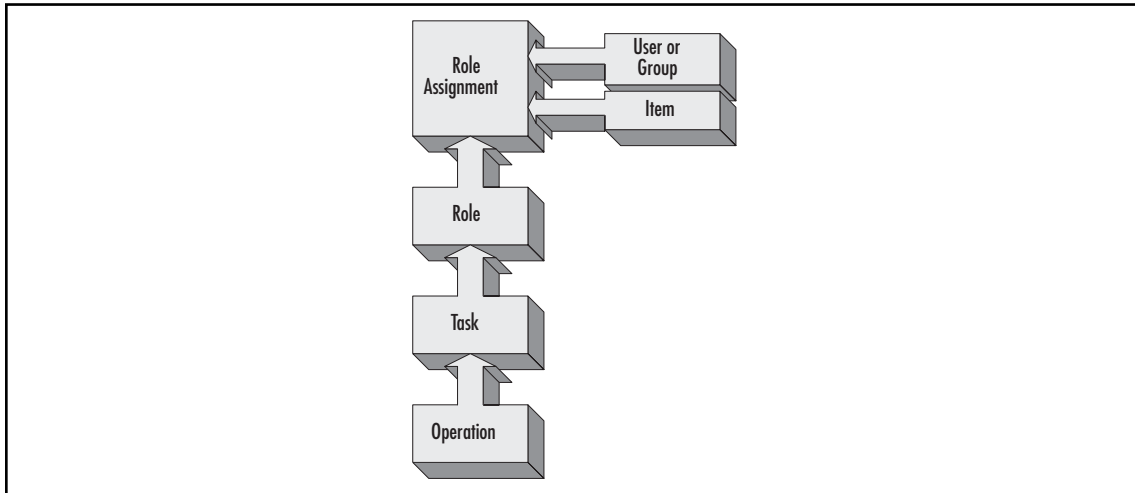 Role
Assignment
User or
Group
Item
Role
Task
Operation